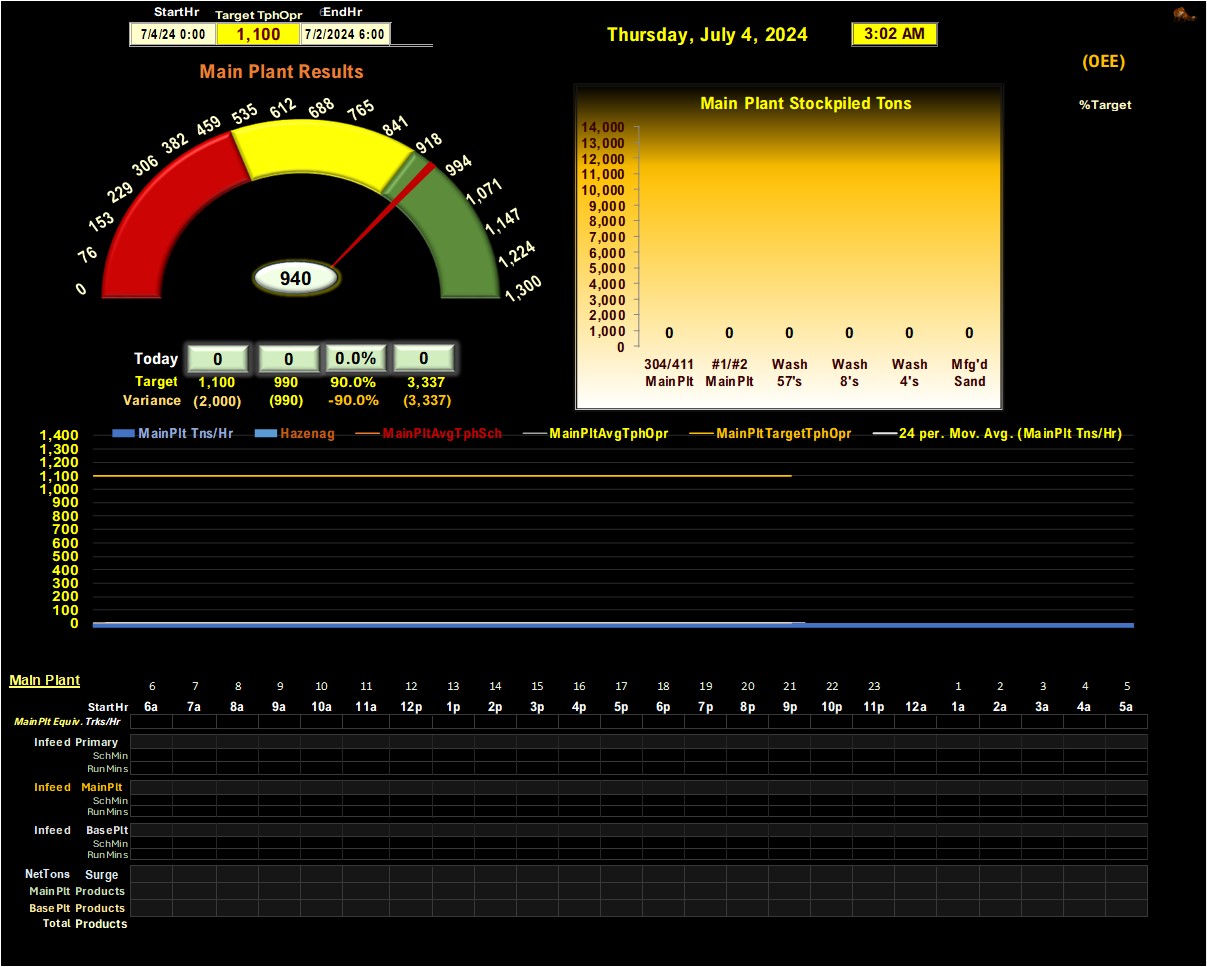 StartHr Target TphOpr EndHr
7/4/24 0:00 1,100 7/2/2024 6:00
Thursday, July 4, 2024 3:02 AM
(OEE)
%Target
Main Plant Results
0 76 153 229 306 382 459 535 612 688 765 841 918 994 1,071 1,147 1,224 1,300
940
Today 0 0 0.0% 0
Target 1,100 990 90.0% 3,337
Variance (2,000) (990) -90.0% (3,337)
Main Plant Stockpiled Tons
14,000
13,000
12,000
11,000
10,000
9,000
8,000
7,000
6,000
5,000
4,000
3,000
2,000
1,000
0
0 0 0 0 0 0
304/411 #1/#2 Wash Wash Wash Mfg'd
MainPlt MainPlt 57's 8's 4's Sand
MainPlt Tns/Hr Hazenag MainPltAvgTphSch MainPltAvgTphOpr MainPltTargetTphOpr 24 per. Mov. Avg. (MainPlt Tns/Hr)
1,400
1,300
1,200
1,100
1,000
900
800
700
600
500
400
300
200
100
0
Main Plant
6 7 8 9 10 11 12 13 14 15 16 17 18 19 20 21 22 23 1 2 3 4 5
StartHr 6a 7a 8a 9a 10a 11a 12p 1p 2p 3p 4p 5p 6p 7p 8p 9p 10p 11p 12a 1a 2a 3a 4a 5a
MainPlt Equiv. Trks/Hr
Infeed Primary
SchMin
RunMins
Infeed MainPlt
SchMin
RunMins
Infeed BasePlt
SchMin
RunMins
NetTons Surge
MainPlt Products
BasePlt Products
Total Products